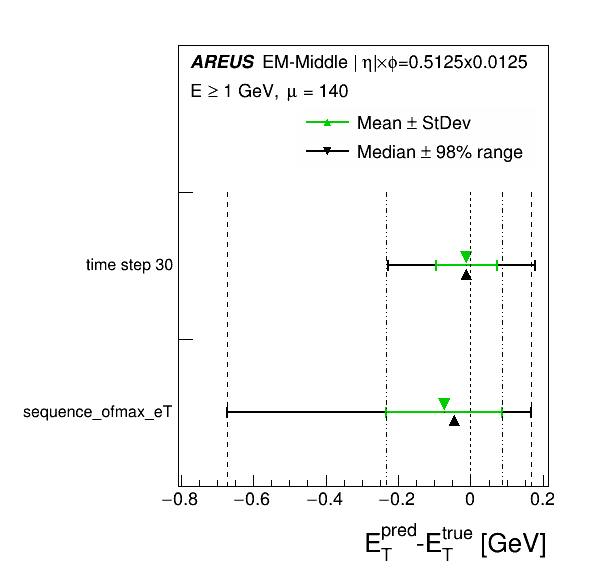 AREUS EM-Middle | η|×φ=0.5125x0.0125
E ≥ 1 GeV, μ = 140
Mean ± StDev
Median ± 98% range
time step 30
sequence_ofmax_eT
−0.8 −0.6 −0.4 −0.2 0 0.2
E_T^pred-E_T^true [GeV]